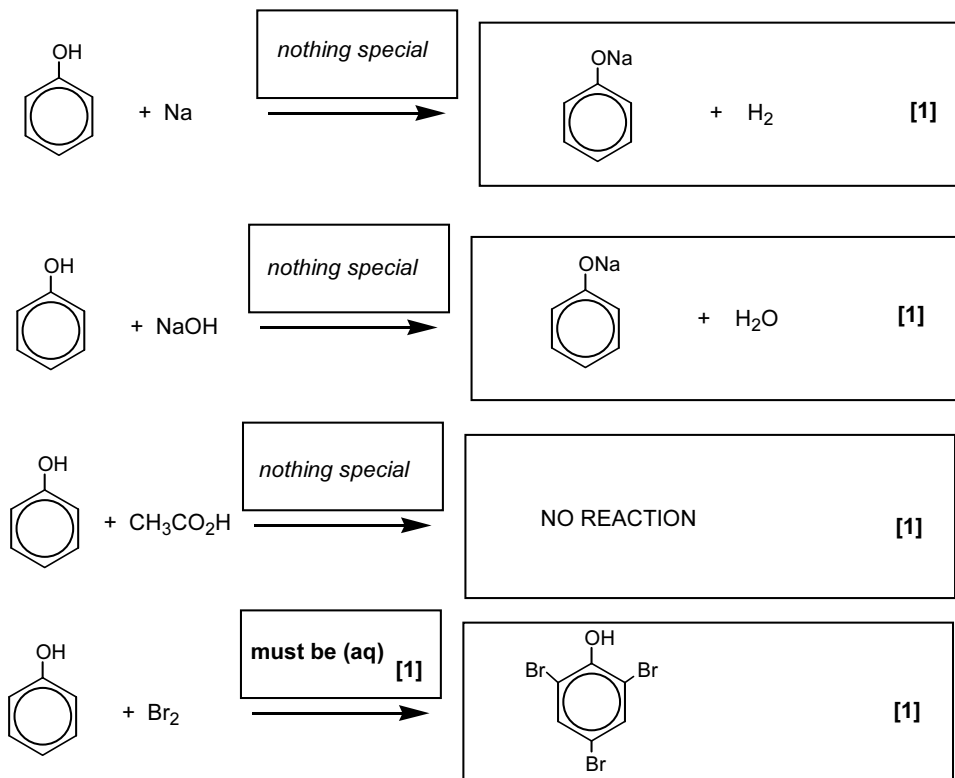 OH
nothing special
ONa
+ Na
+ H₂
[1]
OH
nothing special
ONa
+ NaOH
+ H₂O
[1]
OH
nothing special
+ CH₃CO₂H
NO REACTION
[1]
OH
must be (aq)
[1]
OH
Br
Br
+ Br₂
[1]
Br